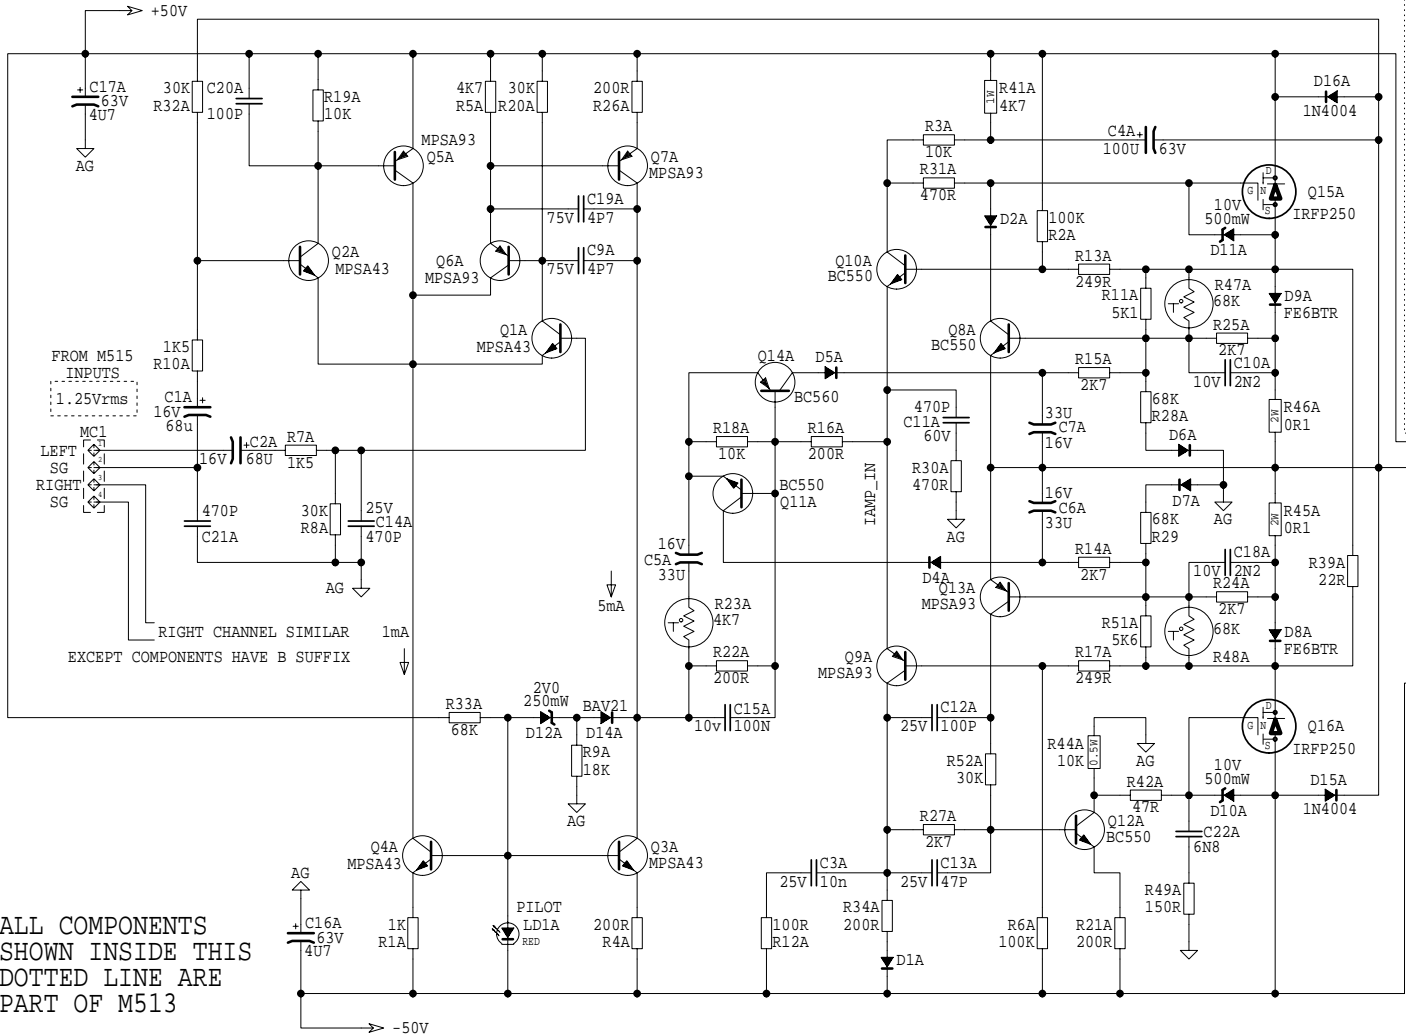 +50V
C17A
63V
4U7
AG
30K
R32A
C20A
100P
R19A
10K
MPSA93
Q5A
4K7
R5A
30K
R20A
200R
R26A
Q7A
MPSA93
C19A
75V
4P7
C9A
75V
4P7
Q2A
MPSA43
Q6A
MPSA93
Q1A
MPSA43
1K5
R10A
FROM M515
INPUTS
1.25Vrms
C1A
16V
68u
MC1
LEFT
SG
RIGHT
SG
1
2
3
4
16V
C2A
68U
R7A
1K5
470P
C21A
30K
R8A
25V
C14A
470P
AG
RIGHT CHANNEL SIMILAR
EXCEPT COMPONENTS HAVE B SUFFIX
1mA
5mA
1W
R41A
4K7
R3A
10K
R31A
470R
C4A
100U
63V
D16A
1N4004
D
G
N
S
Q15A
IRFP250
10V
500mW
D11A
D2A
100K
R2A
Q10A
BC550
R13A
249R
R11A
5K1
T°
R47A
68K
D9A
FE6BTR
Q8A
BC550
R25A
2K7
C10A
10V
2N2
R15A
2K7
Q14A
BC560
D5A
R18A
10K
R16A
200R
470P
C11A
60V
33U
C7A
16V
68K
R28A
D6A
2W
R46A
0R1
BC550
Q11A
IAMP_IN
R30A
470R
AG
16V
C6A
33U
D7A
AG
68K
R29
2W
R45A
0R1
16V
C5A
33U
T°
R23A
4K7
R22A
200R
D4A
R14A
2K7
C18A
10V
2N2
R24A
2K7
R39A
22R
Q13A
MPSA93
R51A
5K6
T°
68K
R48A
D8A
FE6BTR
Q9A
MPSA93
R17A
249R
R33A
68K
2V0
250mW
D12A
BAV21
D14A
R9A
18K
AG
10v
C15A
100N
C12A
25V
100P
R52A
30K
R44A
10K
0.5W
AG
R42A
47R
10V
500mW
D10A
D
G
N
S
Q16A
IRFP250
D15A
1N4004
Q4A
MPSA43
Q3A
MPSA43
R27A
2K7
Q12A
BC550
C22A
6N8
C3A
25V
10n
C13A
25V
47P
R49A
150R
AG
C16A
63V
4U7
1K
R1A
PILOT
LD1A
RED
200R
R4A
100R
R12A
R34A
200R
D1A
R6A
100K
R21A
200R
ALL COMPONENTS
SHOWN INSIDE THIS
DOTTED LINE ARE
PART OF M513
-50V